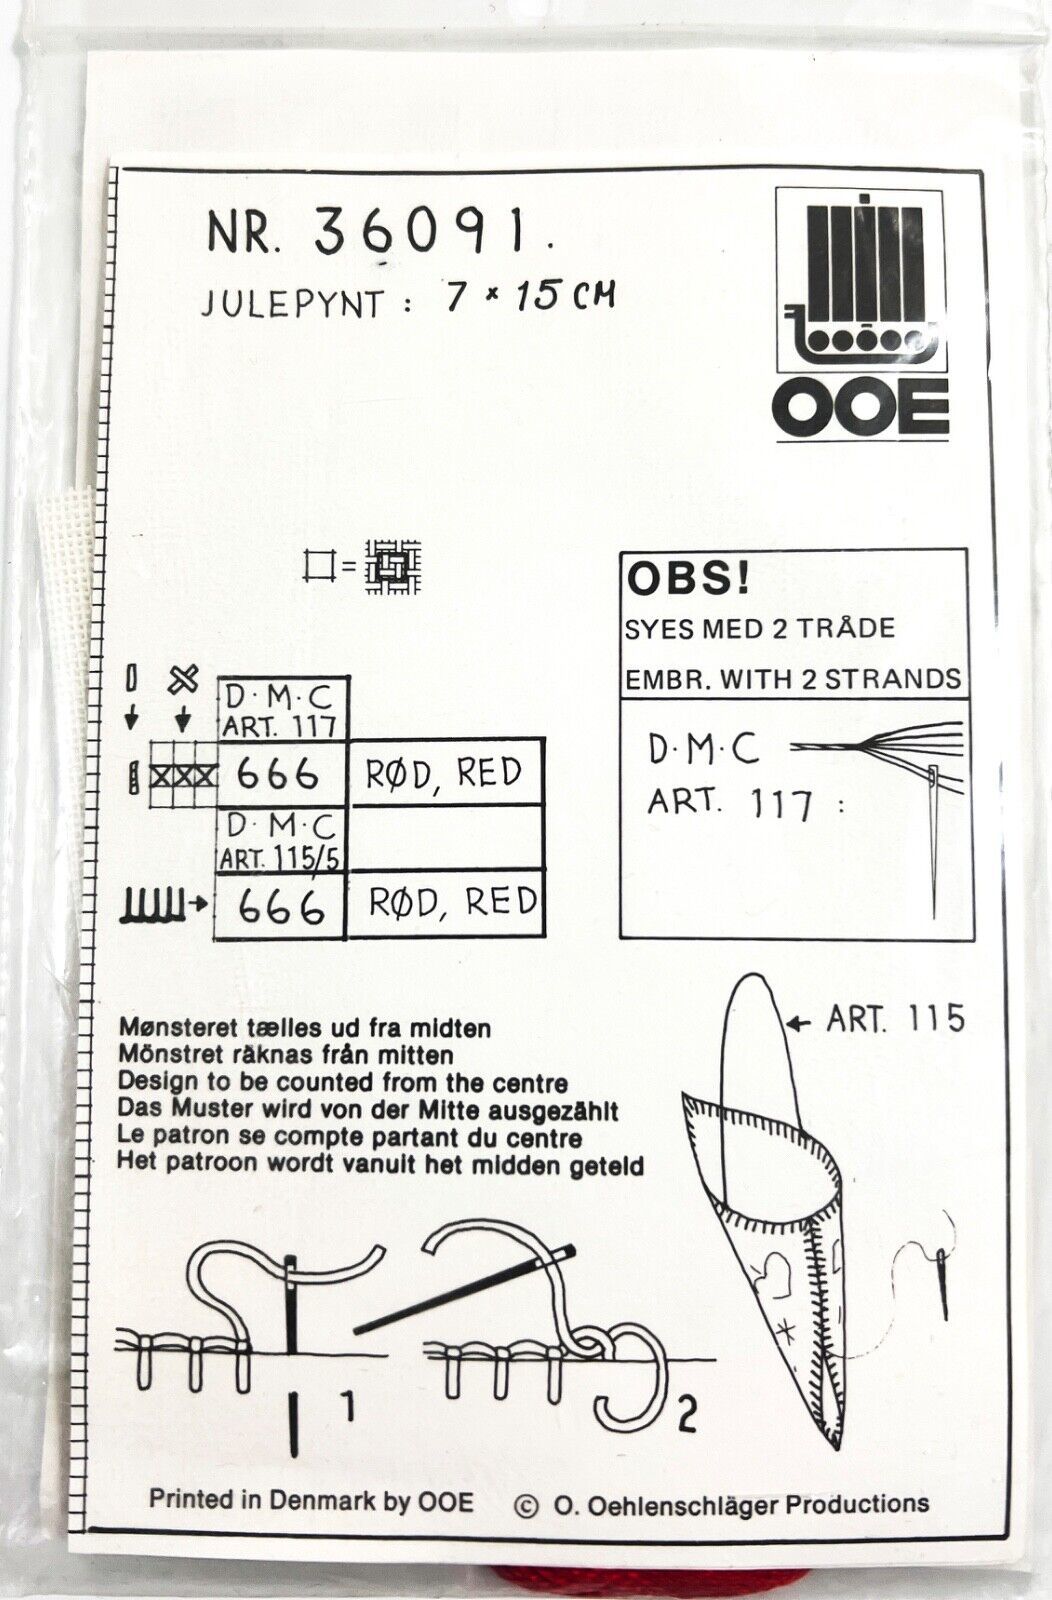 NR. 36091.
JULEPYNT : 7 × 15 CM
OOE
=
OBS!
SYES MED 2 TRÅDE
EMBR. WITH 2 STRANDS
D·M·C
ART. 117 :
D·M·C
ART. 117
666 RØD, RED
D·M·C
ART. 115/5
666 RØD, RED
ART. 115
Mønsteret tælles ud fra midten
Mönstret räknas från mitten
Design to be counted from the centre
Das Muster wird von der Mitte ausgezählt
Le patron se compte partant du centre
Het patroon wordt vanuit het midden geteld
1
2
Printed in Denmark by OOE © O. Oehlenschläger Productions